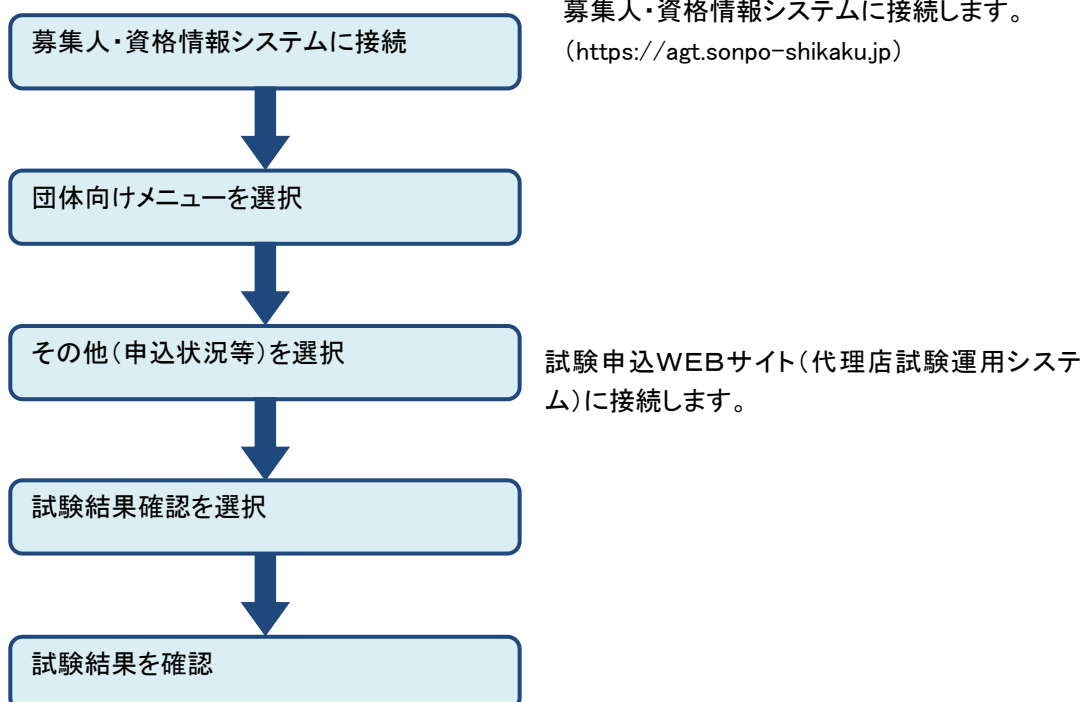 募集人・資格情報システムに接続します。
募集人・資格情報システムに接続
（https://agt.sonpo-shikaku.jp）
団体向けメニューを選択
その他（申込状況等）を選択
試験申込ＷＥＢサイト（代理店試験運用システ
ム）に接続します。
試験結果確認を選択
試験結果を確認